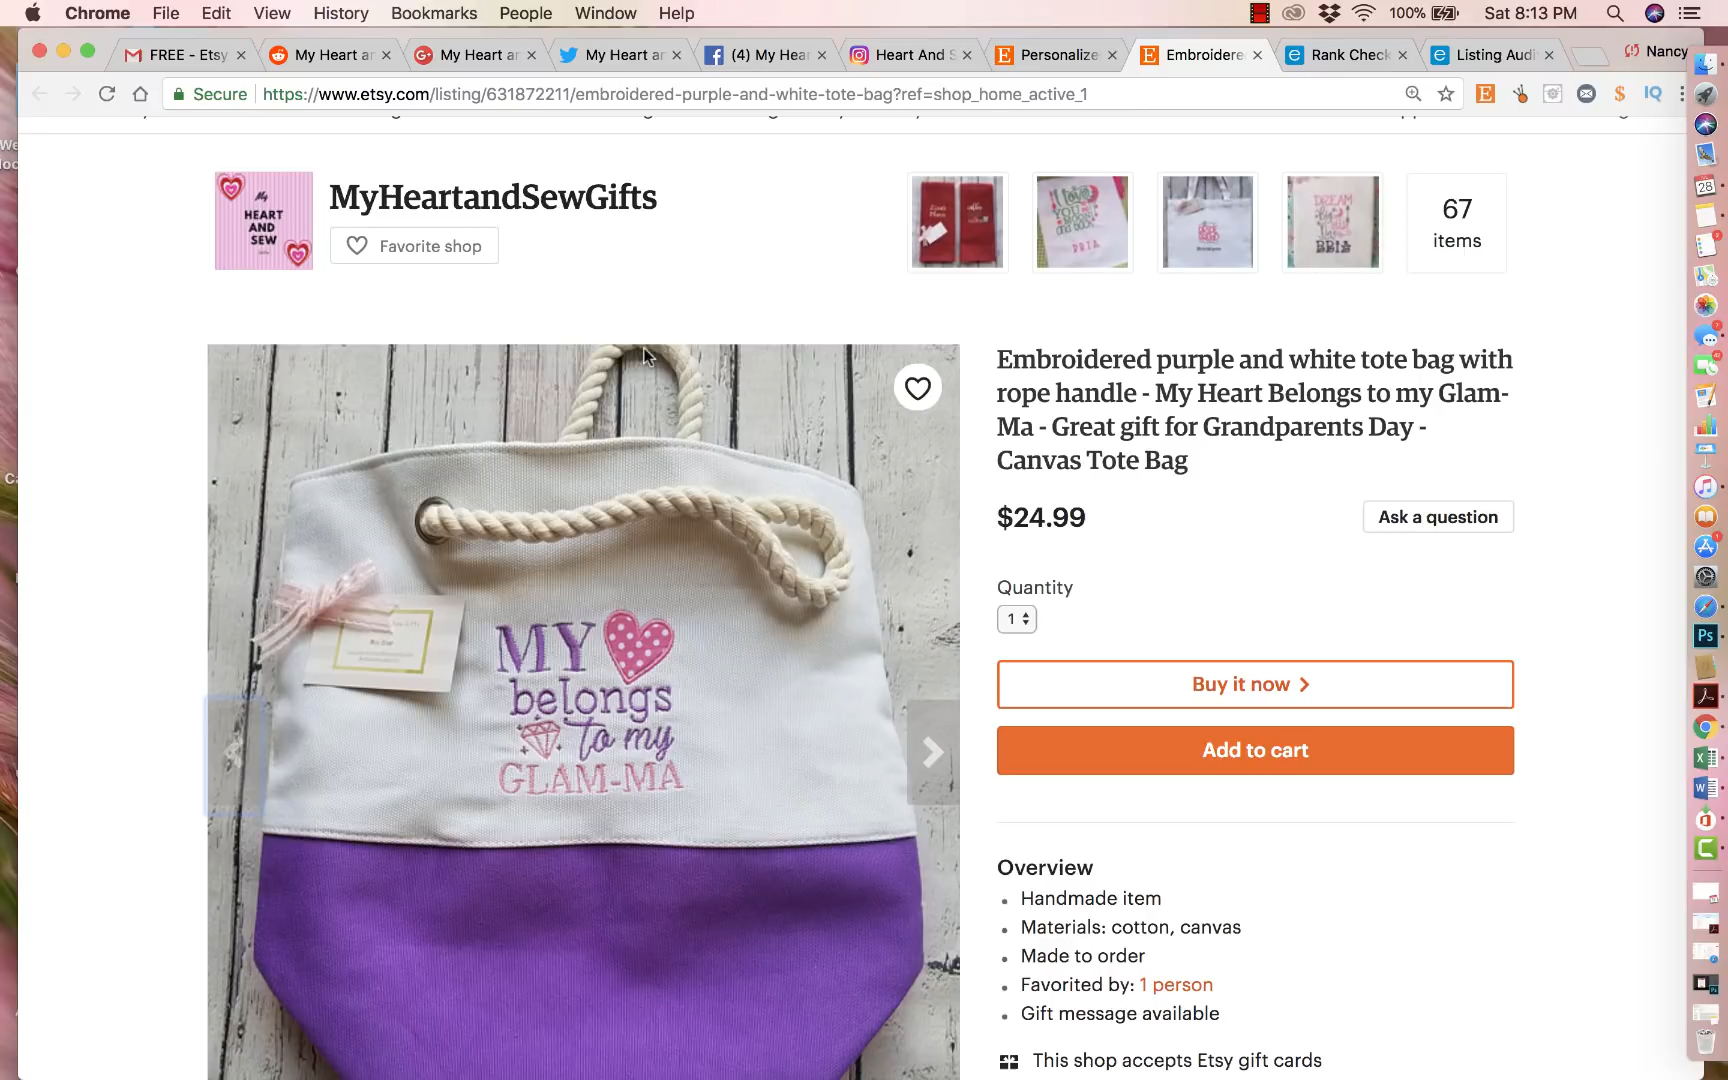 Chrome File Edit View History Bookmarks People Window Help 100% Sat 8:13 PM
FREE - Etsy My Heart an My Heart an My Heart an (4) My Hear Heart And S Personalize Embroidere Rank Check Listing Audi Nancy
Secure https://www.etsy.com/listing/631872211/embroidered-purple-and-white-tote-bag?ref=shop_home_active_1
My
HEART
AND
SEW
MyHeartandSewGifts
Favorite shop
67
items
Embroidered purple and white tote bag with
rope handle - My Heart Belongs to my Glam-
Ma - Great gift for Grandparents Day -
Canvas Tote Bag
$24.99
Ask a question
Quantity
1
Buy it now
Add to cart
MY
belongs
to my
GLAM-MA
Overview
Handmade item
Materials: cotton, canvas
Made to order
Favorited by: 1 person
Gift message available
This shop accepts Etsy gift cards